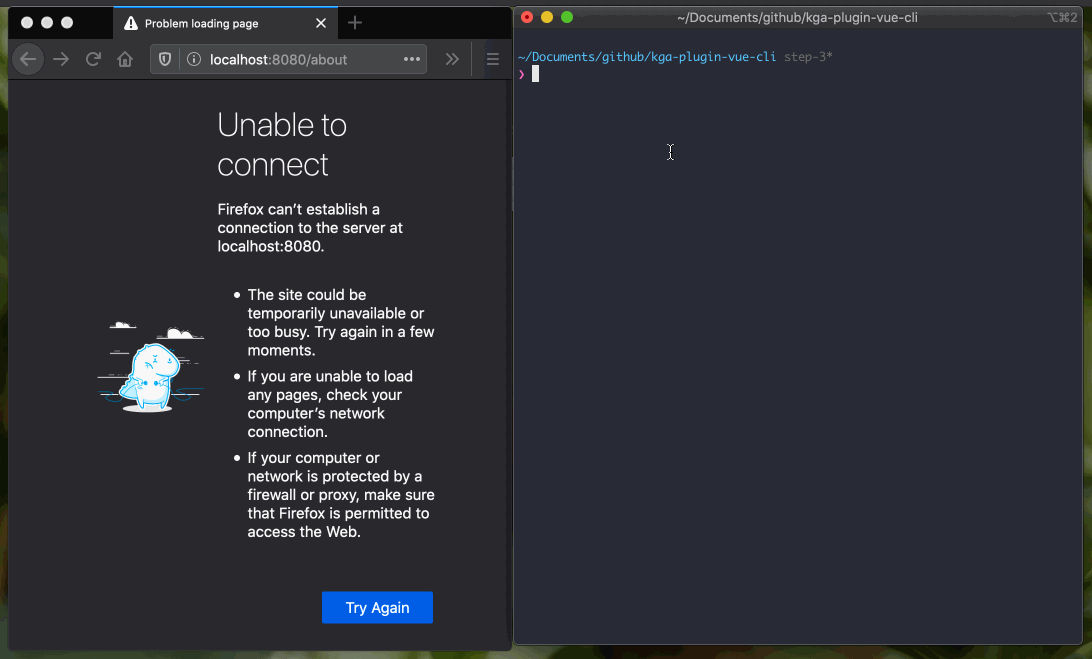 Problem loading page
localhost:8080/about
Unable to
connect
Firefox can’t establish a
connection to the server at
localhost:8080.
• The site could be
temporarily unavailable or
too busy. Try again in a few
moments.
• If you are unable to load
any pages, check your
computer’s network
connection.
• If your computer or
network is protected by a
firewall or proxy, make sure
that Firefox is permitted to
access the Web.
Try Again
~/Documents/github/kga-plugin-vue-cli
⌥⌘2
~/Documents/github/kga-plugin-vue-cli step-3*
❯